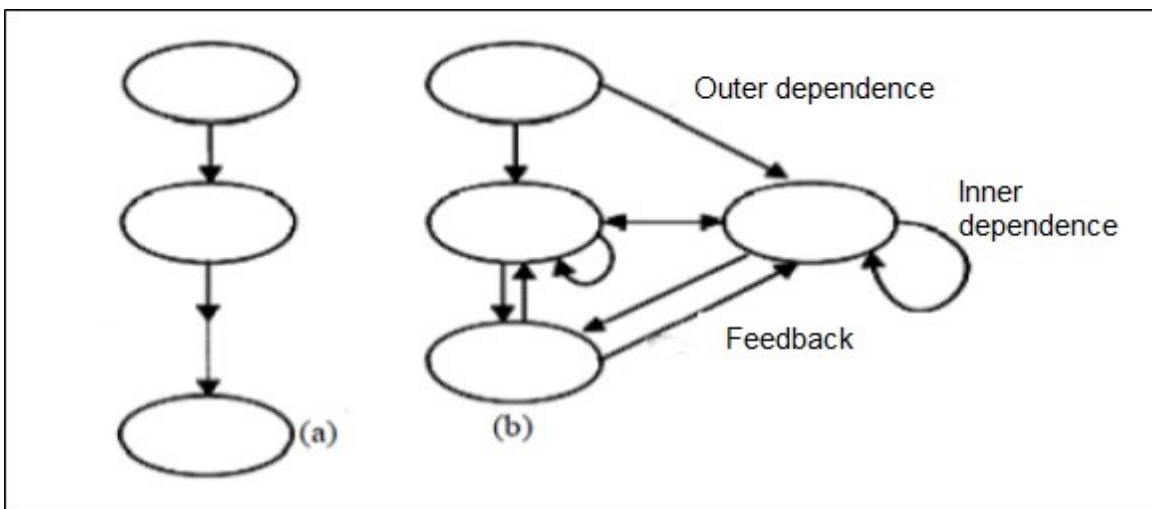 Outer dependence
Inner
dependence
Feedback
(a)
(b)